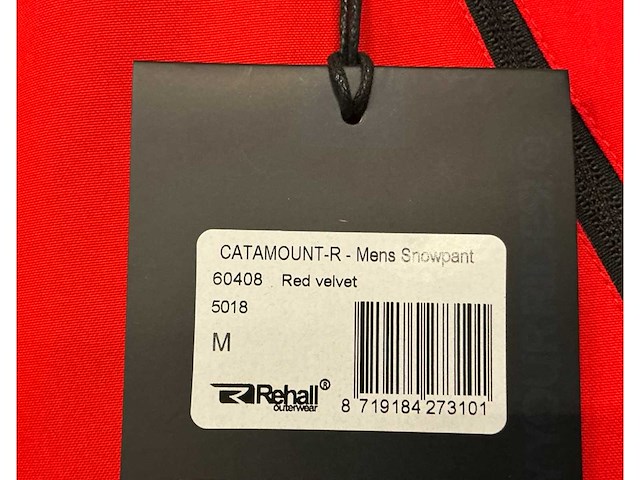 CATAMOUNT-R - Mens Snowpant
60408 Red velvet
5018
M
Rehall®
outerwear
8 719184 273101